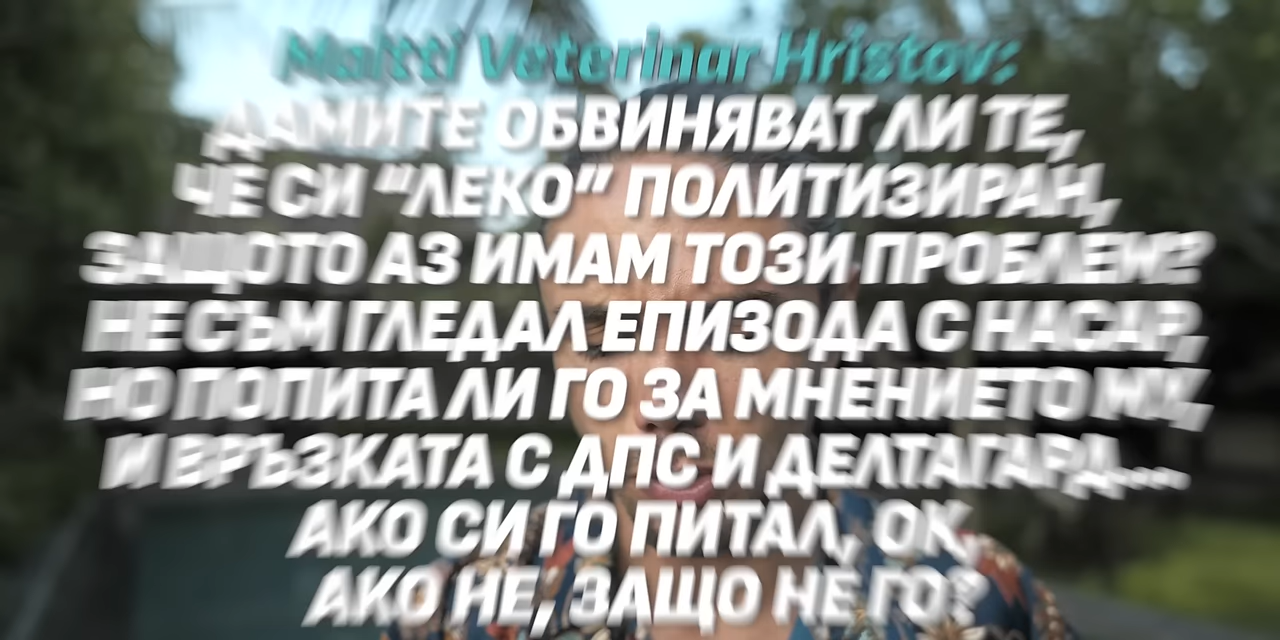 Maitti Veterinar Hristov:
ДАМИТЕ ОБВИНЯВАТ ЛИ ТЕ,
ЧЕ СИ “ЛЕКО” ПОЛИТИЗИРАН,
ЗАЩОТО АЗ ИМАМ ТОЗИ ПРОБЛЕМ?
НЕ СЪМ ГЛЕДАЛ ЕПИЗОДА С НАСАР,
НО ПОПИТА ЛИ ГО ЗА МНЕНИЕТО МУ,
И ВРЪЗКАТА С ДПС И ДЕЛТАГАРД...
АКО СИ ГО ПИТАЛ, ОК,
АКО НЕ, ЗАЩО НЕ ГО?